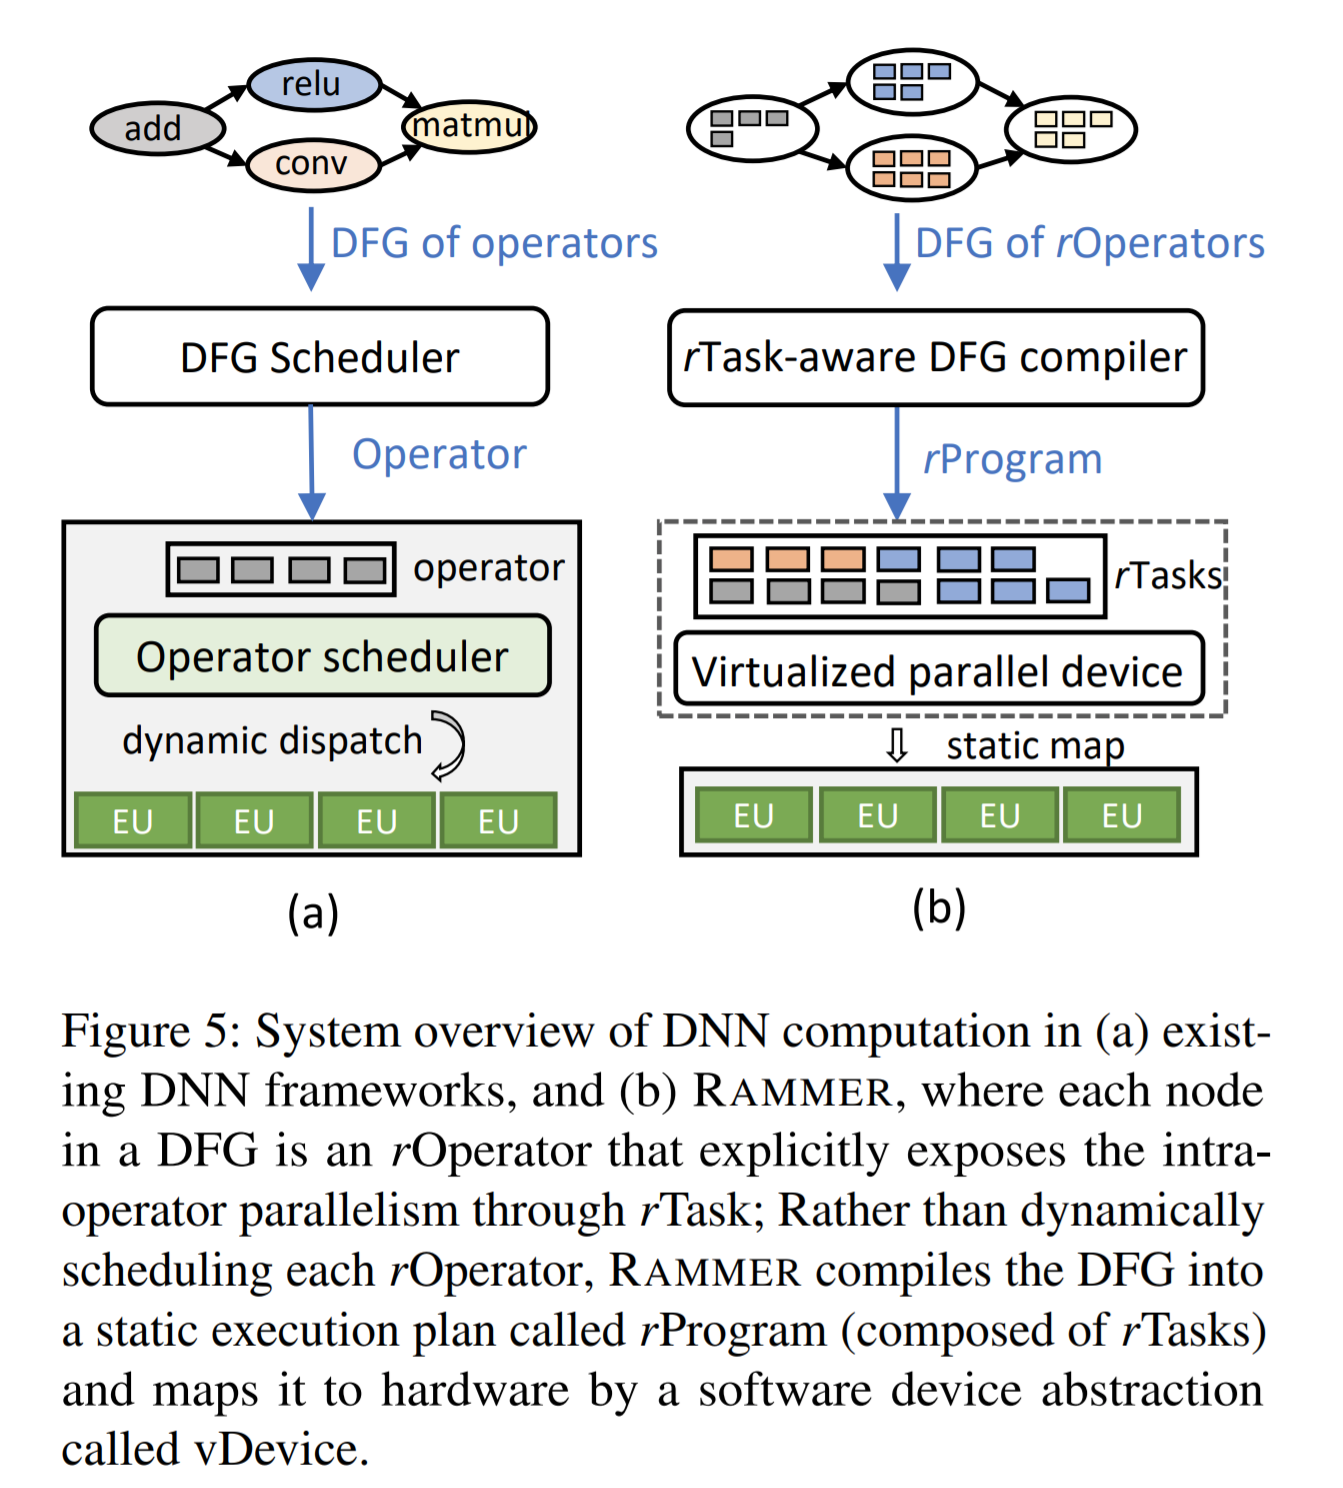 relu
add
matmul
conv
DFG of operators
DFG Scheduler
Operator
operator
Operator scheduler
dynamic dispatch
EU EU EU EU
(a)
DFG of rOperators
rTask-aware DFG compiler
rProgram
rTasks
Virtualized parallel device
static map
EU EU EU EU
(b)
Figure 5: System overview of DNN computation in (a) exist-
ing DNN frameworks, and (b) RAMMER, where each node
in a DFG is an rOperator that explicitly exposes the intra-
operator parallelism through rTask; Rather than dynamically
scheduling each rOperator, RAMMER compiles the DFG into
a static execution plan called rProgram (composed of rTasks)
and maps it to hardware by a software device abstraction
called vDevice.